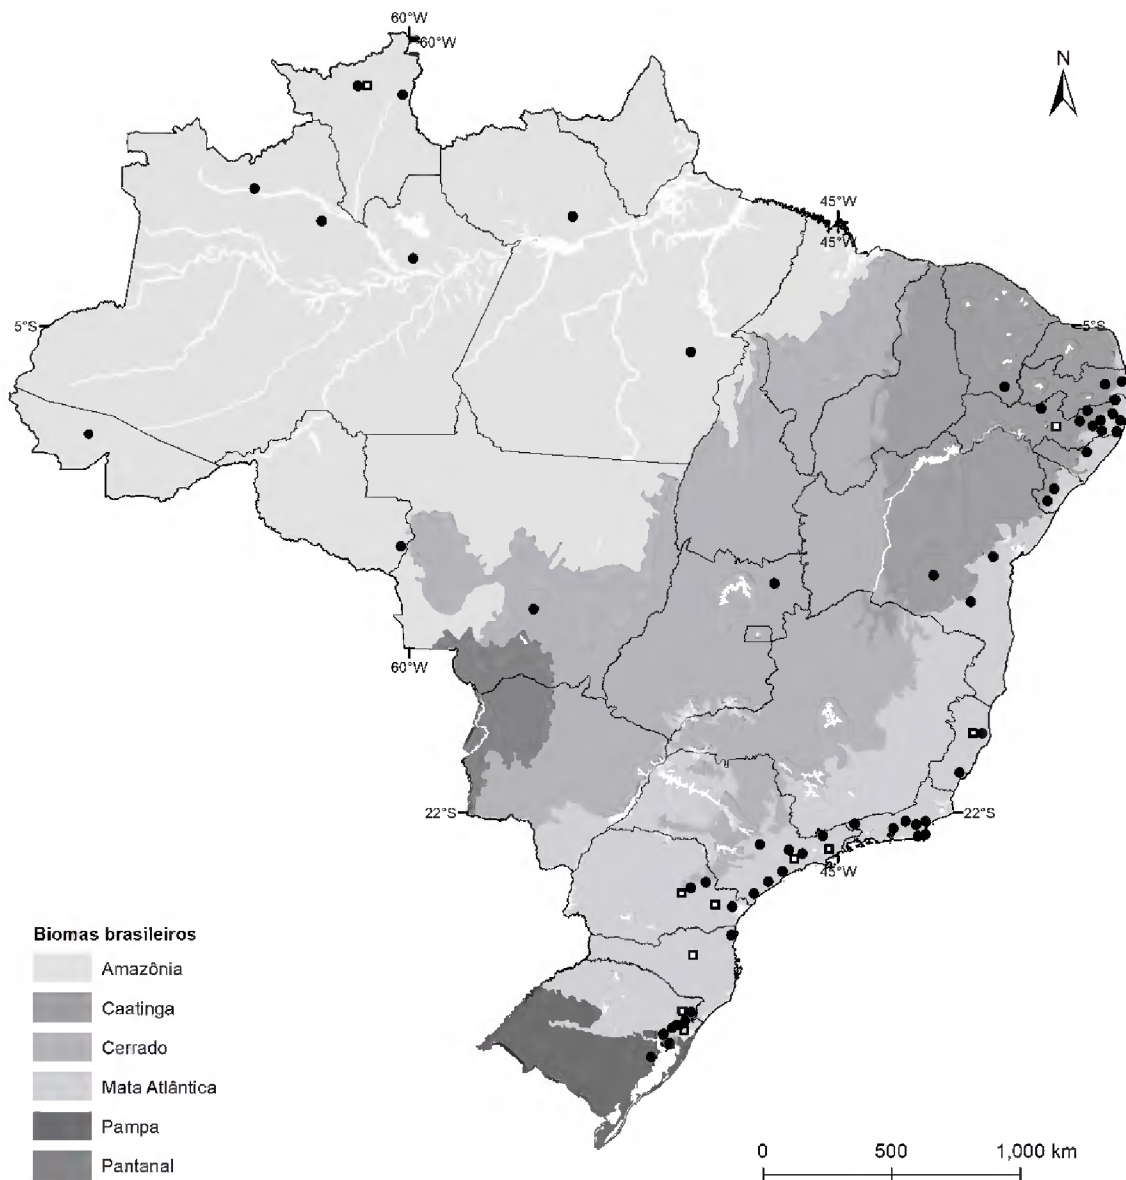 60°W
60°W
N
45°W
45°W
5°S
5°S
60°W
22°S
22°S
45°W
Biomas brasileiros
Amazônia
Caatinga
Cerrado
Mata Atlântica
Pampa
Pantanal
0 500 1,000 km